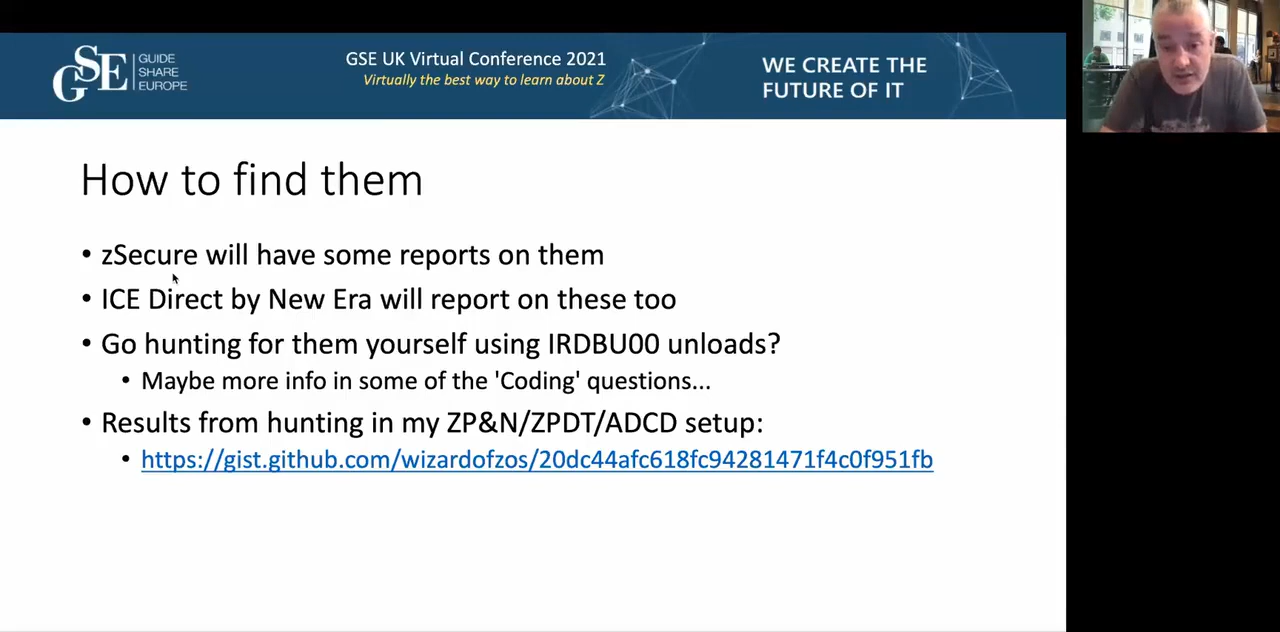 GSE
GUIDE
SHARE
EUROPE
GSE UK Virtual Conference 2021
Virtually the best way to learn about Z
WE CREATE THE
FUTURE OF IT
How to find them
• zSecure will have some reports on them
• ICE Direct by New Era will report on these too
• Go hunting for them yourself using IRDBU00 unloads?
• Maybe more info in some of the 'Coding' questions...
• Results from hunting in my ZP&N/ZPDT/ADCD setup:
• https://gist.github.com/wizardofzos/20dc44afc618fc94281471f4c0f951fb